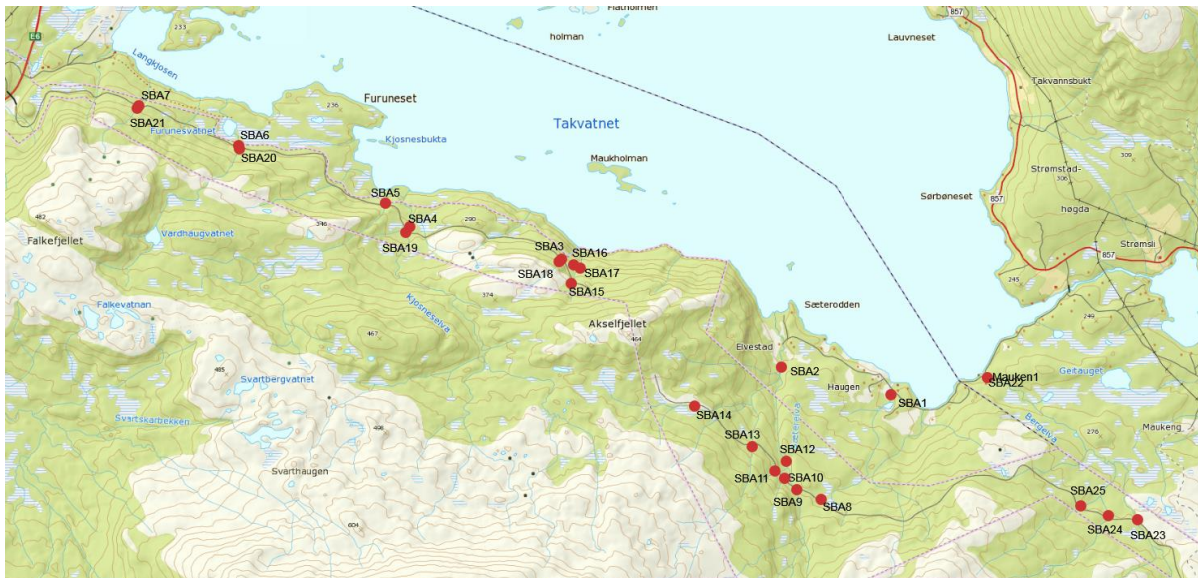 Flatholmen
857
233
E6
holman
Lauvneset
857
Langkjosen
Takvannsbukt
SBA7
236
Furuneset
SBA21
Furunesvatnet
Takvatnet
SBA6
Kjosnesbukta
SBA20
Maukholman
309
Strømstad-
306
SBA5
Sørbøneset
857
høgda
482
346
SBA4
290
Falkefjellet
Vardhaugvatnet
SBA19
Strømsli
SBA3
SBA16
857
SBA18
SBA17
245
SBA15
Falkevatnan
374
Kjosneselva
Sæterodden
249
Akselfjellet
467
464
Elvestad
485
SBA2
Geitauget
Svartbergvatnet
Haugen
Mauken1
SBA22
SBA1
SBA14
Svartskarbekken
496
Sæterelva
Bergelva
276
Maukeng
SBA13
Svarthaugen
SBA12
SBA11
SBA10
SBA9
SBA8
SBA25
604
SBA24
SBA23